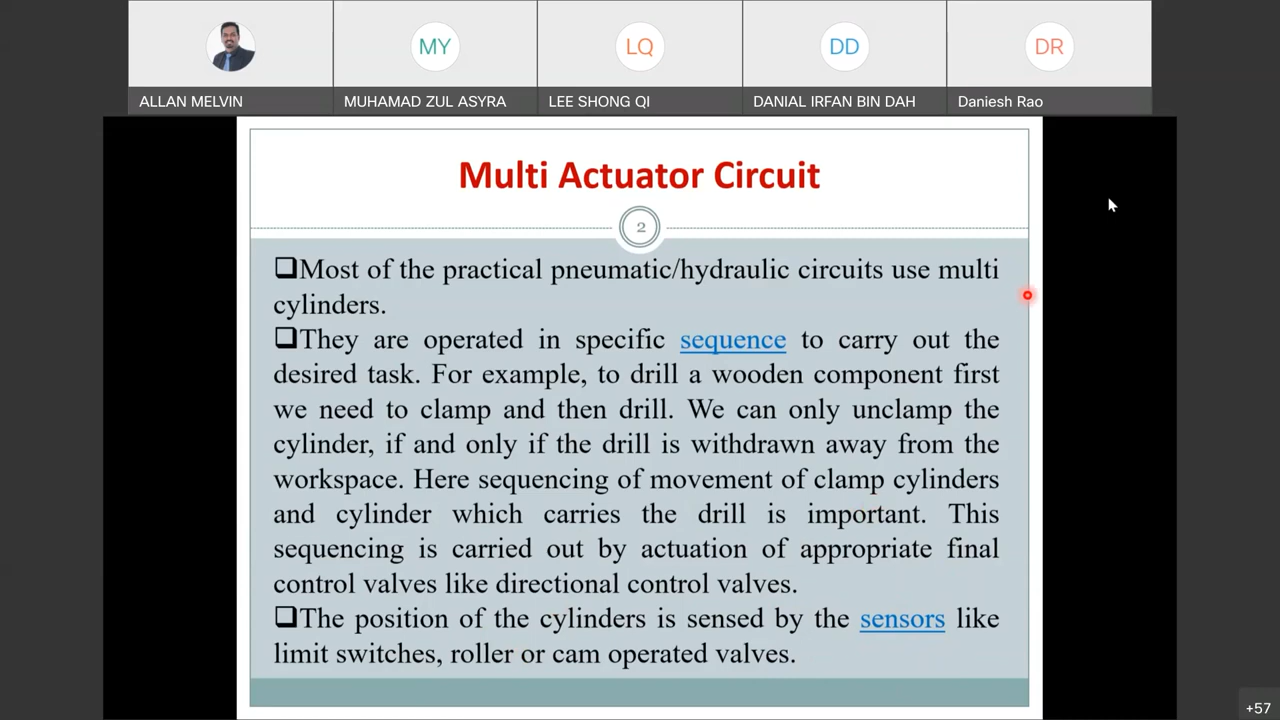 MY
LQ
DD
DR
ALLAN MELVIN
MUHAMAD ZUL ASYRA
LEE SHONG QI
DANIAL IRFAN BIN DAH
Daniesh Rao
Multi Actuator Circuit
2
❑Most of the practical pneumatic/hydraulic circuits use multi
cylinders.
❑They are operated in specific sequence to carry out the
desired task. For example, to drill a wooden component first
we need to clamp and then drill. We can only unclamp the
cylinder, if and only if the drill is withdrawn away from the
workspace. Here sequencing of movement of clamp cylinders
and cylinder which carries the drill is important. This
sequencing is carried out by actuation of appropriate final
control valves like directional control valves.
❑The position of the cylinders is sensed by the sensors like
limit switches, roller or cam operated valves.
+57